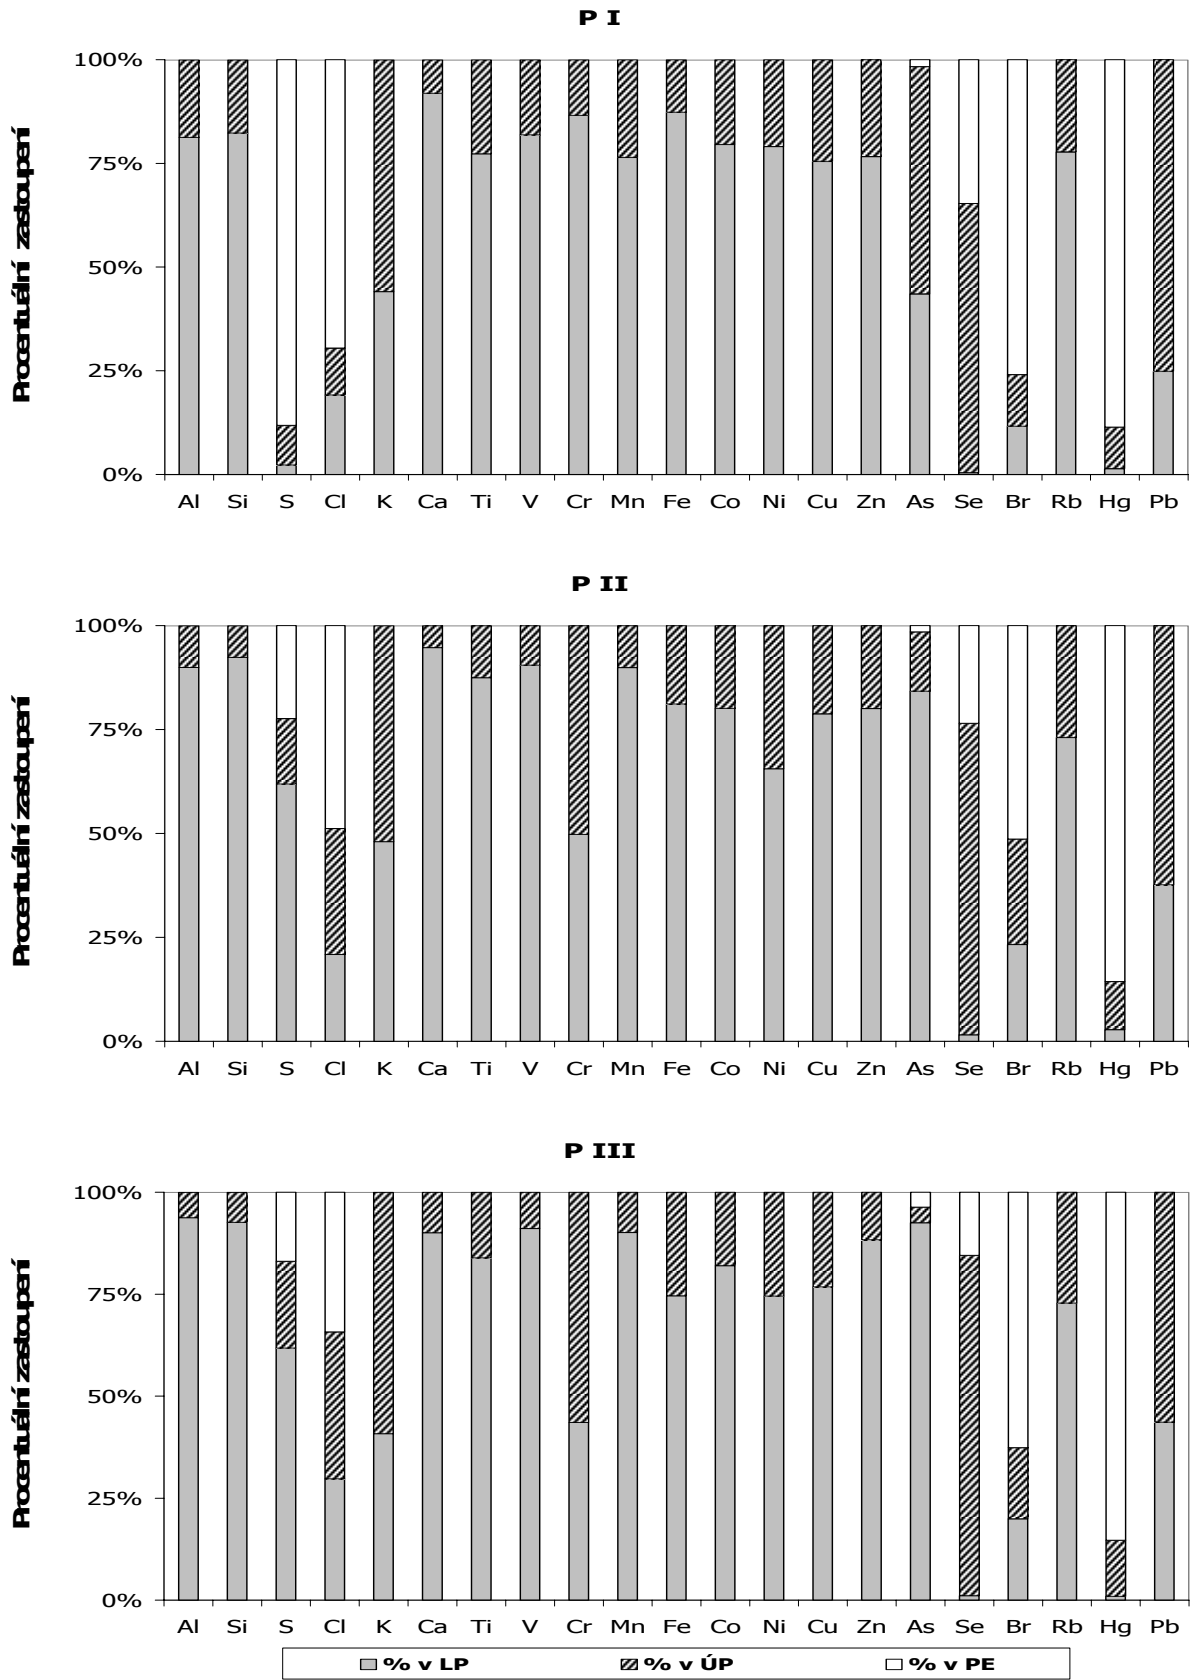 P I
Procentuální zastoupení
100%
75%
50%
25%
0%
Al Si S Cl K Ca Ti V Cr Mn Fe Co Ni Cu Zn As Se Br Rb Hg Pb
P II
Procentuální zastoupení
100%
75%
50%
25%
0%
Al Si S Cl K Ca Ti V Cr Mn Fe Co Ni Cu Zn As Se Br Rb Hg Pb
P III
Procentuální zastoupení
100%
75%
50%
25%
0%
Al Si S Cl K Ca Ti V Cr Mn Fe Co Ni Cu Zn As Se Br Rb Hg Pb
% v LP % v ÚP % v PE